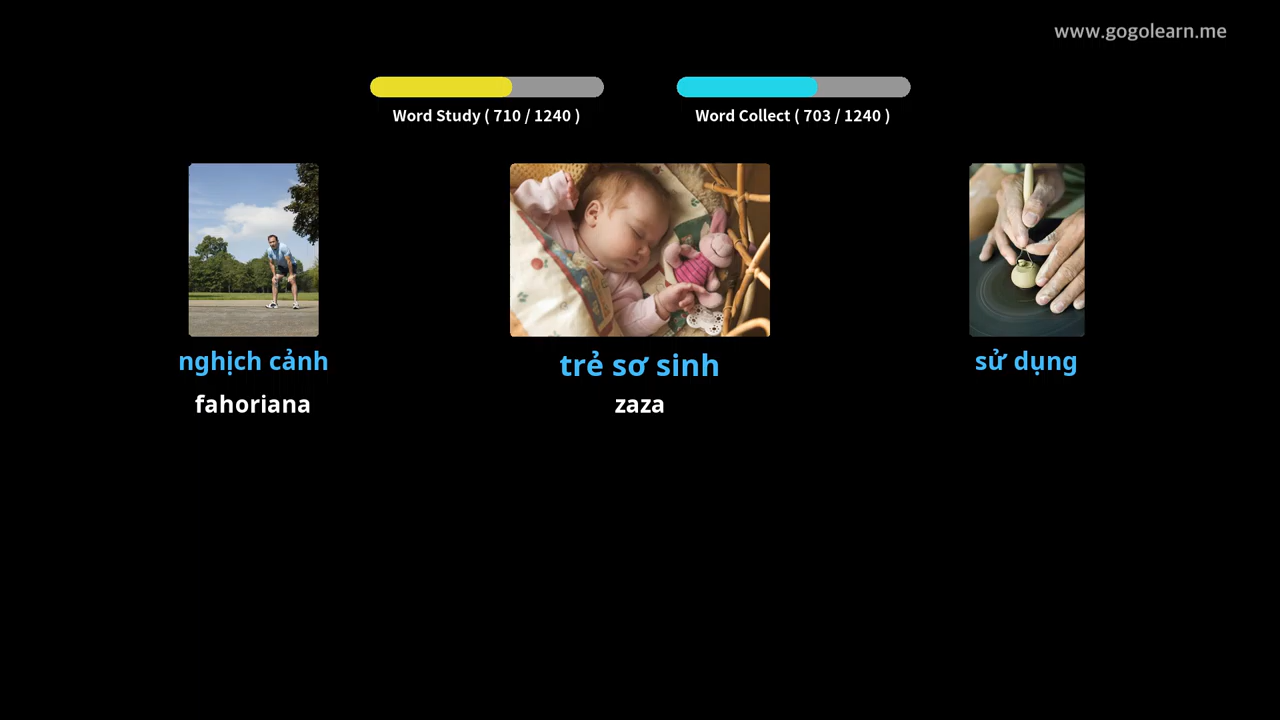 www.gogolearn.me
Word Study ( 710 / 1240 )
Word Collect ( 703 / 1240 )
nghịch cảnh
fahoriana
trẻ sơ sinh
zaza
sử dụng